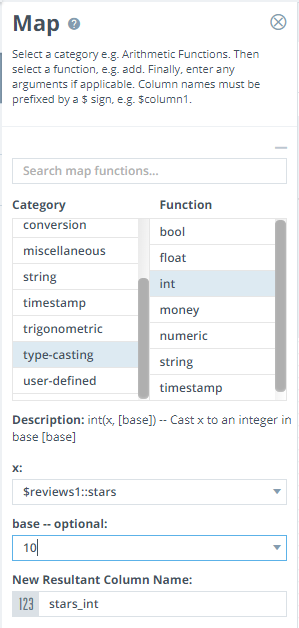 Map ?
Select a category e.g. Arithmetic Functions. Then
select a function, e.g. add. Finally, enter any
arguments if applicable. Column names must be
prefixed by a $ sign, e.g. $column1.
Search map functions...
Category Function
conversion
miscellaneous
string
timestamp
trigonometric
type-casting
user-defined
bool
float
int
money
numeric
string
timestamp
Description: int(x, [base]) -- Cast x to an integer in
base [base]
x:
$reviews1::stars
base -- optional:
10
New Resultant Column Name:
123 stars_int